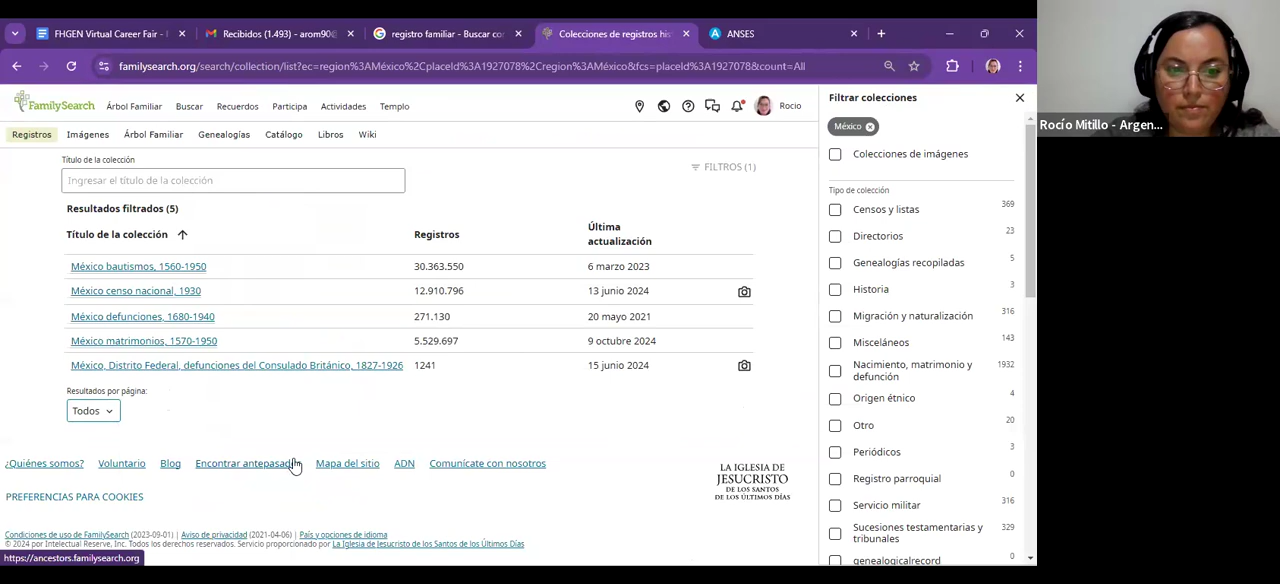 FHGEN Virtual Career Fair -
Recibidos (1.493) - arom90
registro familiar - Buscar co
Colecciones de registros his
ANSES
familysearch.org/search/collection/list?ec=region%3AMéxico%2CplaceId%3A1927078%2Cregion%3AMéxico&fcs=placeId%3A1927078&count=All
FamilySearch
Árbol Familiar
Buscar
Recuerdos
Participa
Actividades
Templo
Rocio
Registros
Imágenes
Árbol Familiar
Genealogías
Catálogo
Libros
Wiki
Título de la colección
Ingresar el título de la colección
FILTROS (1)
Resultados filtrados (5)
Título de la colección
Registros
Última
actualización
México bautismos, 1560-1950 30.363.550 6 marzo 2023
México censo nacional, 1930 12.910.796 13 junio 2024
México defunciones, 1680-1940 271.130 20 mayo 2021
México matrimonios, 1570-1950 5.529.697 9 octubre 2024
México, Distrito Federal, defunciones del Consulado Británico, 1827-1926 1241 15 junio 2024
Resultados por página:
Todos
¿Quiénes somos? Voluntario Blog Encontrar antepasad Mapa del sitio ADN Comunícate con nosotros
PREFERENCIAS PARA COOKIES
LA IGLESIA DE
JESUCRISTO
DE LOS SANTOS
DE LOS ÚLTIMOS DÍAS
Condiciones de uso de FamilySearch (2023-09-01) | Aviso de privacidad (2021-04-06) | País y opciones de idioma
© 2024 por Intellectual Reserve, Inc. Todos los derechos reservados. Servicio proporcionado por La Iglesia de Jesucristo de los Santos de los Últimos Días
https://ancestors.familysearch.org
Filtrar colecciones
México
Colecciones de imágenes
Tipo de colección
Censos y listas 369
Directorios 23
Genealogías recopiladas 5
Historia 3
Migración y naturalización 316
Misceláneos 143
Nacimiento, matrimonio y 1932
defunción
Origen étnico 4
Otro 20
Periódicos 3
Registro parroquial 0
Servicio militar 316
Sucesiones testamentarias y 329
tribunales
genealogicalrecord 0
Rocío Mitillo - Argen...